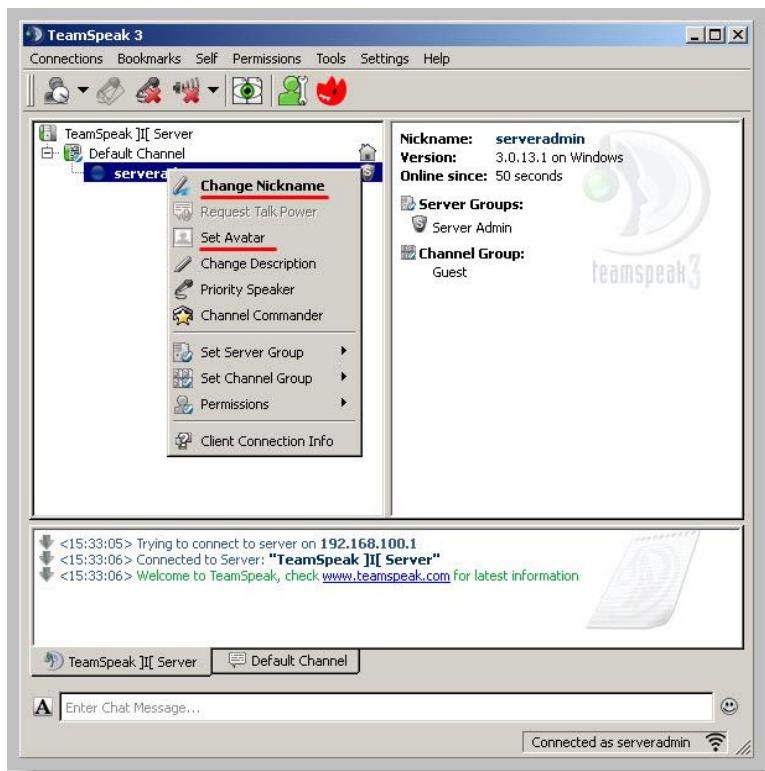 TeamSpeak 3
Connections Bookmarks Self Permissions Tools Settings Help
TeamSpeak ]I[ Server
Default Channel
Change Nickname
Request Talk Power
Set Avatar
Change Description
Priority Speaker
Channel Commander
Set Server Group
Set Channel Group
Permissions
Client Connection Info
Nickname: serveradmin
Version: 3.0.13.1 on Windows
Online since: 50 seconds
Server Groups:
Server Admin
Channel Group:
Guest
teamspeak3
<15:33:05> Trying to connect to server on 192.168.100.1
<15:33:06> Connected to Server: "TeamSpeak ]I[ Server"
<15:33:06> Welcome to TeamSpeak, check www.teamspeak.com for latest information
TeamSpeak ]I[ Server Default Channel
A Enter Chat Message...
Connected as serveradmin